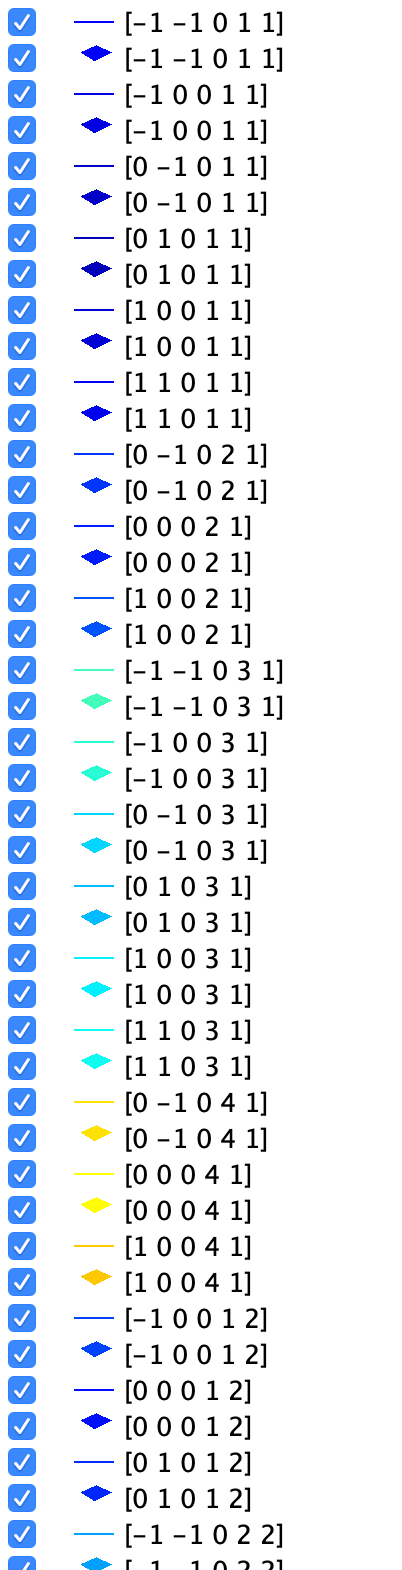 [−1 −1 0 1 1]
[−1 −1 0 1 1]
[−1 0 0 1 1]
[−1 0 0 1 1]
[0 −1 0 1 1]
[0 −1 0 1 1]
[0 1 0 1 1]
[0 1 0 1 1]
[1 0 0 1 1]
[1 0 0 1 1]
[1 1 0 1 1]
[1 1 0 1 1]
[0 −1 0 2 1]
[0 −1 0 2 1]
[0 0 0 2 1]
[0 0 0 2 1]
[1 0 0 2 1]
[1 0 0 2 1]
[−1 −1 0 3 1]
[−1 −1 0 3 1]
[−1 0 0 3 1]
[−1 0 0 3 1]
[0 −1 0 3 1]
[0 −1 0 3 1]
[0 1 0 3 1]
[0 1 0 3 1]
[1 0 0 3 1]
[1 0 0 3 1]
[1 1 0 3 1]
[1 1 0 3 1]
[0 −1 0 4 1]
[0 −1 0 4 1]
[0 0 0 4 1]
[0 0 0 4 1]
[1 0 0 4 1]
[1 0 0 4 1]
[−1 0 0 1 2]
[−1 0 0 1 2]
[0 0 0 1 2]
[0 0 0 1 2]
[0 1 0 1 2]
[0 1 0 1 2]
[−1 −1 0 2 2]